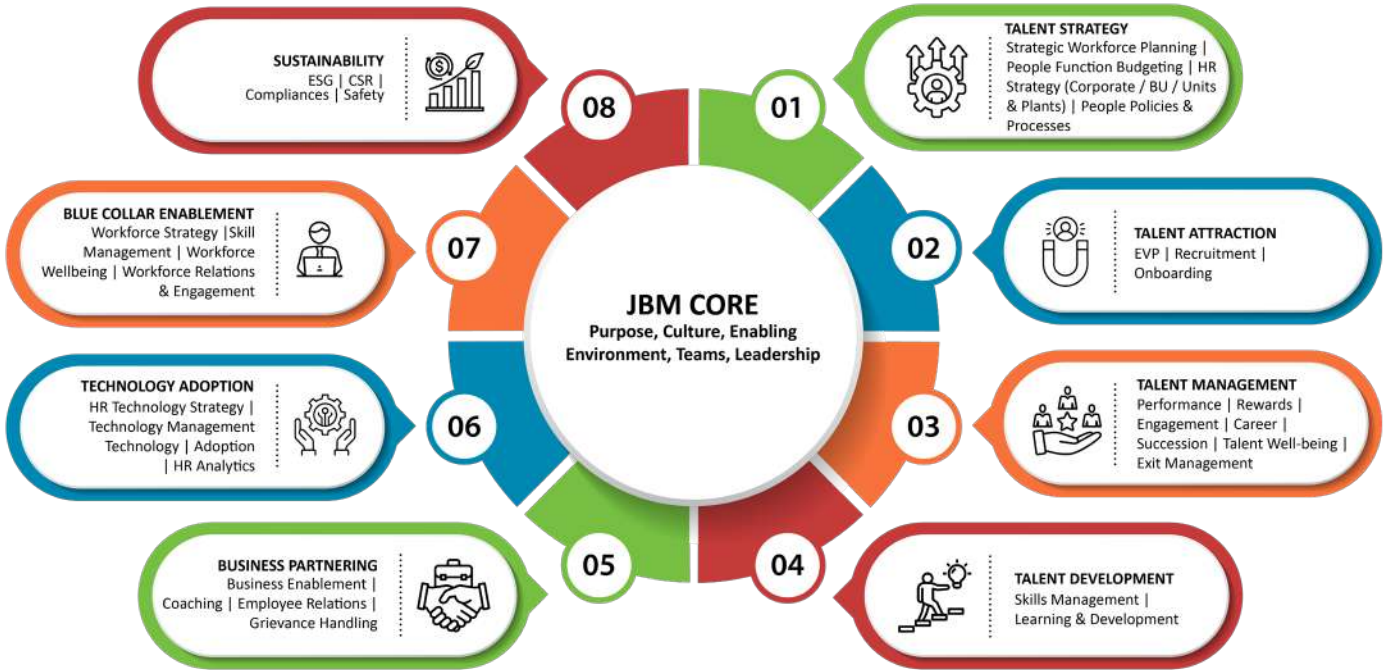 JBM CORE
Purpose, Culture, Enabling
Environment, Teams, Leadership
01
TALENT STRATEGY
Strategic Workforce Planning |
People Function Budgeting | HR
Strategy (Corporate / BU / Units
& Plants) | People Policies &
Processes
02
TALENT ATTRACTION
EVP | Recruitment |
Onboarding
03
TALENT MANAGEMENT
Performance | Rewards |
Engagement | Career |
Succession | Talent Well-being |
Exit Management
04
TALENT DEVELOPMENT
Skills Management |
Learning & Development
05
BUSINESS PARTNERING
Business Enablement |
Coaching | Employee Relations |
Grievance Handling
06
TECHNOLOGY ADOPTION
HR Technology Strategy |
Technology Management
Technology | Adoption
| HR Analytics
07
BLUE COLLAR ENABLEMENT
Workforce Strategy |Skill
Management | Workforce
Wellbeing | Workforce Relations
& Engagement
08
SUSTAINABILITY
ESG | CSR |
Compliances | Safety